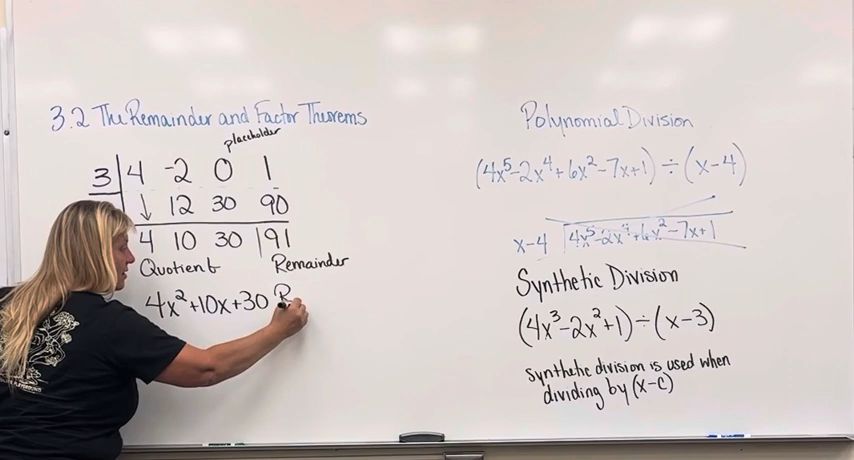 3.2 The Remainder and Factor Theorems
placeholder
3 | 4 -2 0 1
↓ 12 30 90
4 10 30 | 91
Quotient Remainder
4x²+10x+30 R
Polynomial Division
(4x⁵-2x⁴+6x²-7x+1)÷(x-4)
x-4 4x⁵-2x⁴+6x²-7x+1
Synthetic Division
(4x³-2x²+1)÷(x-3)
synthetic division is used when
dividing by (x-c)